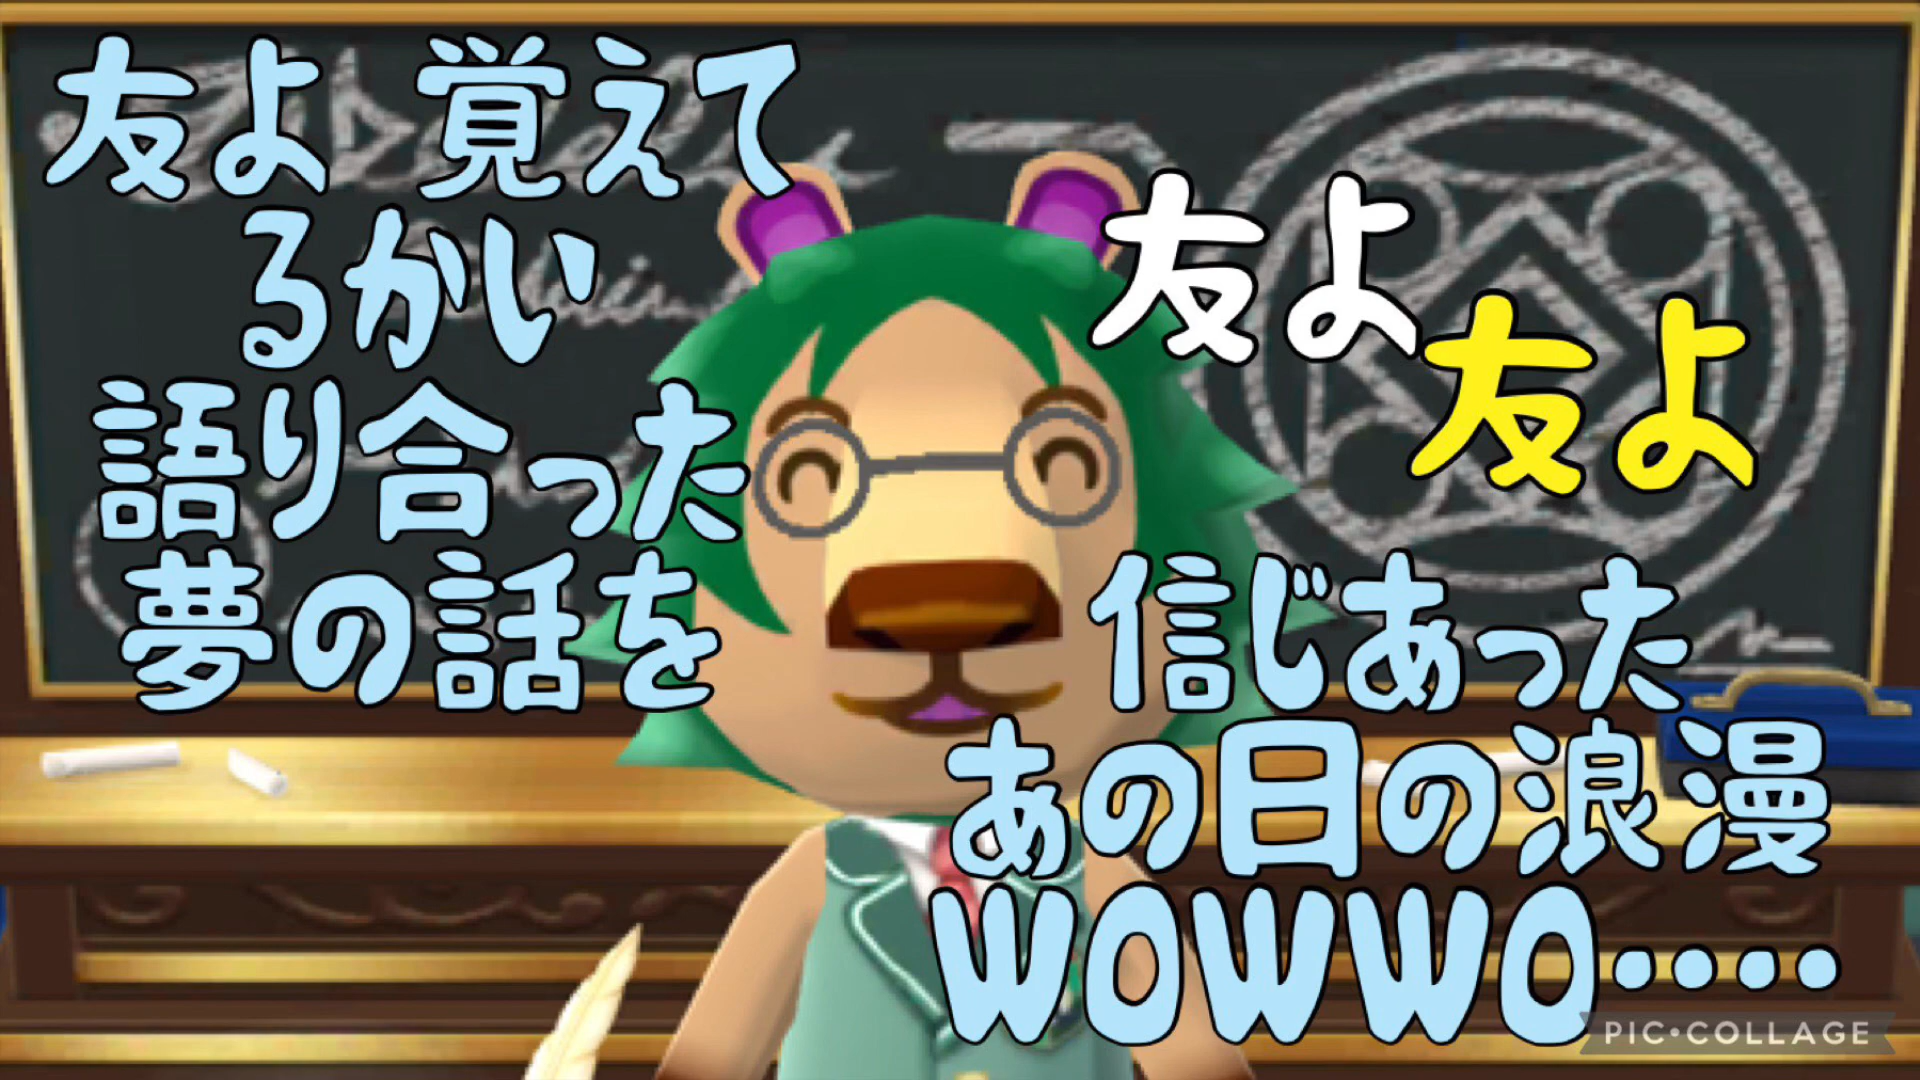 友よ 覚えて
るかい
語り合った
夢の話を
友よ
友よ
信じあった
あの日の浪漫
WOWWO‥‥
PIC•COLLAGE